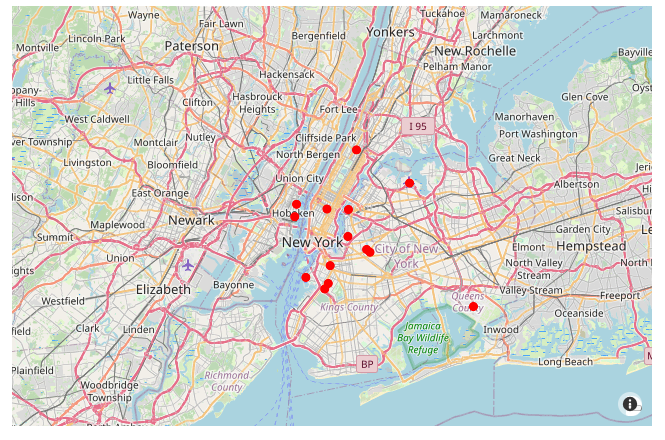 Wayne
Fair Lawn
Tuckahoe
Mamaroneck
Montville
Lincoln Park
Paterson
Bergenfield
Yonkers
Larchmont
New Rochelle
Bayville
Little Falls
Hackensack
Pelham Manor
Hills
Clifton
Hasbrouck
Heights
Fort Lee
Glen Cove
West Caldwell
I 95
Manorhaven
Nutley
Cliffside Park
Port Washington
Montclair
North Bergen
Great Neck
Livingston
Bloomfield
Union City
Albertson
East Orange
Maplewood
Newark
Hoboken
Salisbu
Summit
New York
City of New
York
Garden City
Elmont
Hempstead
Union
North Valley
Stream
Elizabeth
Bayonne
Valley Stream
Freeport
Westfield
Kings County
Queens
County
Oceanside
Clark
Linden
Jamaica
Bay Wildlife
Refuge
Inwood
Plainfield
BP
Long Beach
Richmond
County
Woodbridge
Township